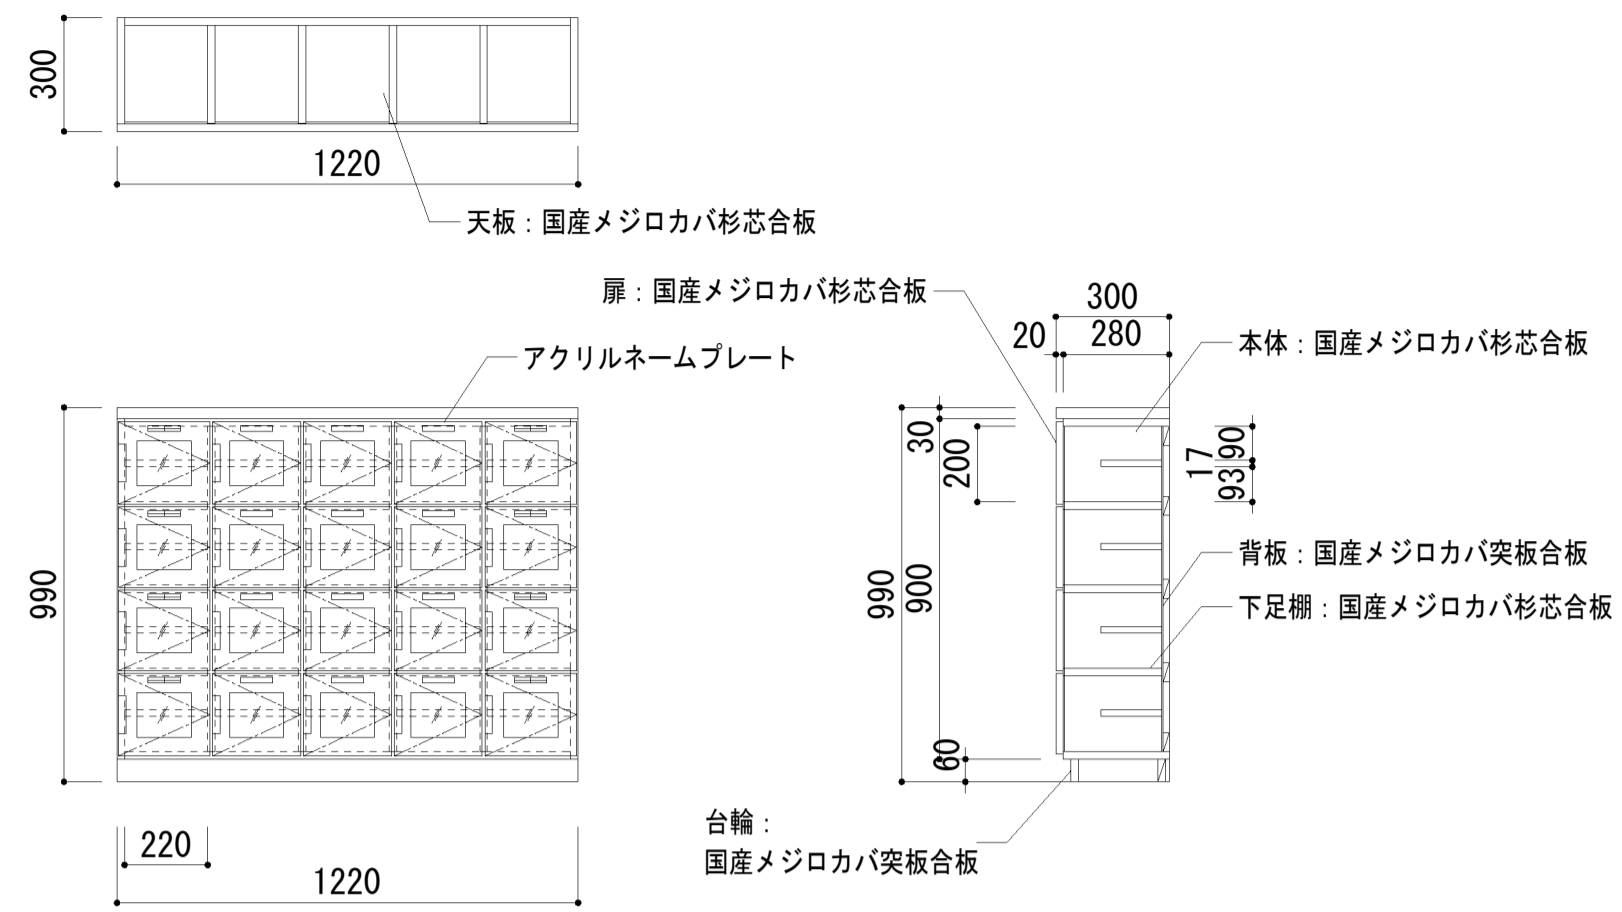 300
1220
天板：国産メジロカバ杉芯合板
扉：国産メジロカバ杉芯合板
アクリルネームプレート
990
220
1220
300
20
280
本体：国産メジロカバ杉芯合板
30
200
990
900
60
17
90
93
背板：国産メジロカバ突板合板
下足棚：国産メジロカバ杉芯合板
台輪：
国産メジロカバ突板合板